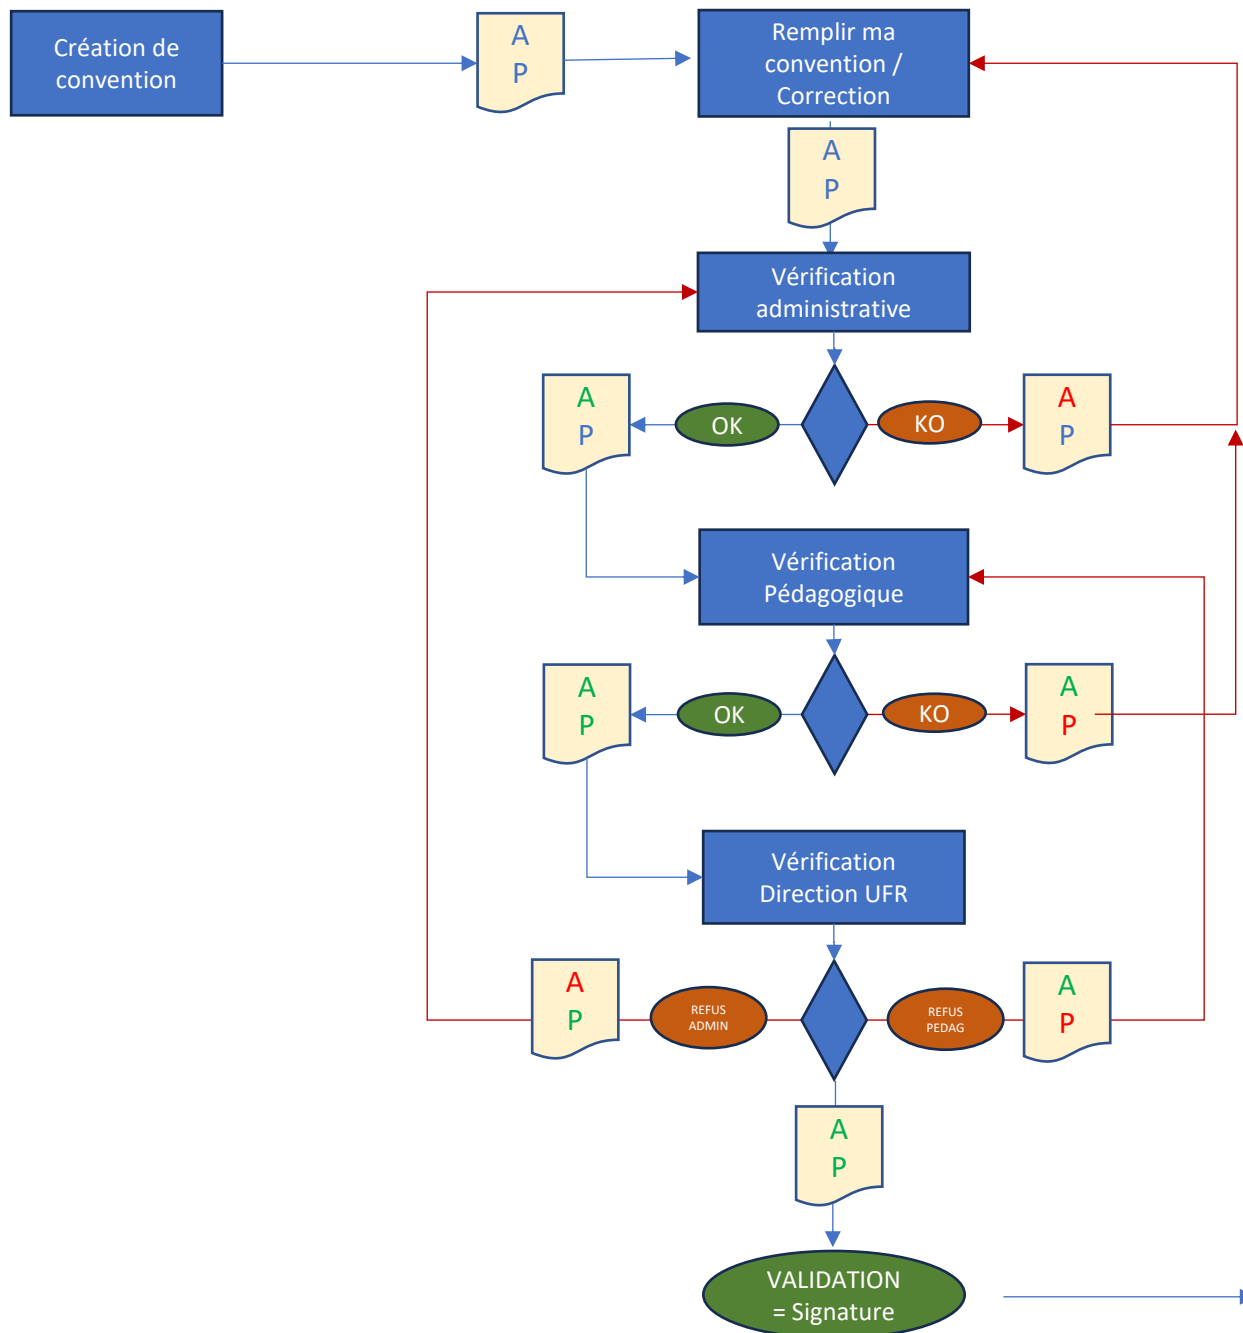 Création de
convention
A
P
Remplir ma
convention /
Correction
A
P
Vérification
administrative
A
P
OK
KO
A
P
Vérification
Pédagogique
A
P
OK
KO
A
P
Vérification
Direction UFR
A
P
REFUS
ADMIN
REFUS
PEDAG
A
P
A
P
VALIDATION
= Signature